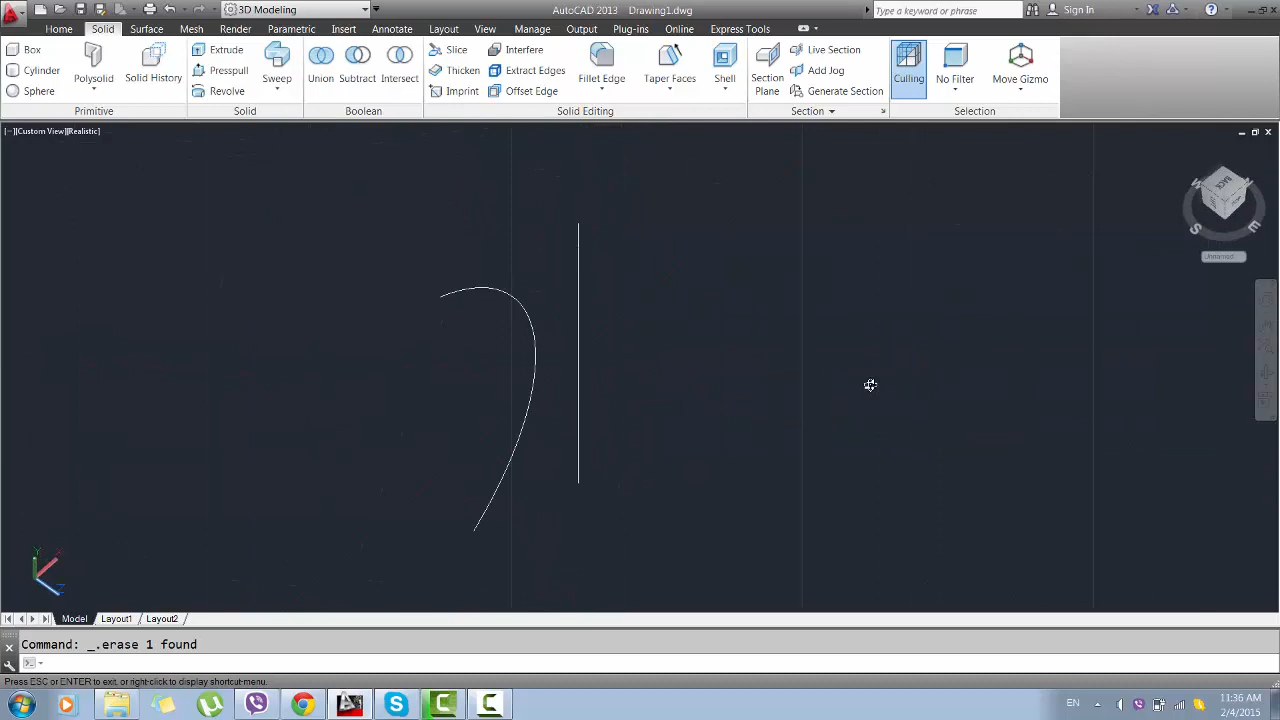 3D Modeling
AutoCAD 2013 Drawing1.dwg
Type a keyword or phrase
Sign In
Home Solid Surface Mesh Render Parametric Insert Annotate Layout View Manage Output Plug-ins Online Express Tools
Box
Cylinder
Sphere
Polysolid
Solid History
Primitive
Extrude
Presspull
Revolve
Sweep
Solid
Union Subtract Intersect
Boolean
Slice
Thicken
Imprint
Interfere
Extract Edges
Offset Edge
Fillet Edge
Taper Faces
Shell
Solid Editing
Section Plane
Live Section
Add Jog
Generate Section
Section
Culling
No Filter
Move Gizmo
Selection
[−][Custom View][Realistic]
BACK
W
S
E
Unnamed
Y
X
Z
Model Layout1 Layout2
Command: _.erase 1 found
Press ESC or ENTER to exit, or right-click to display shortcut-menu.
EN
11:36 AM
2/4/2015